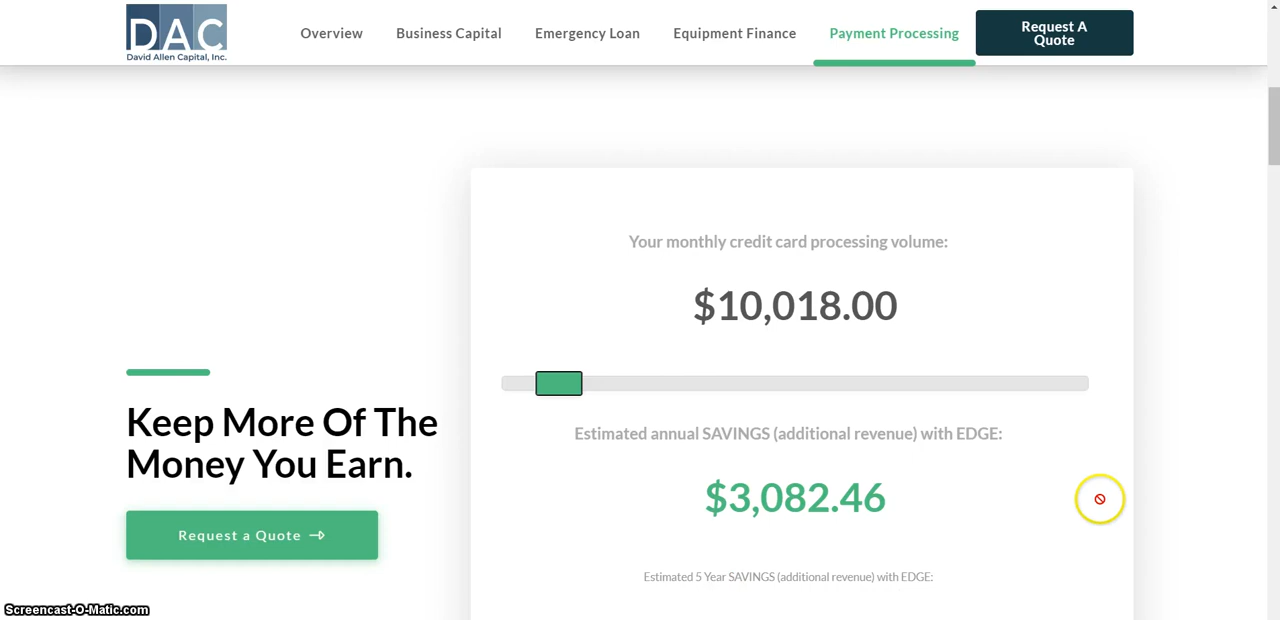 DAC
David Allen Capital, Inc.
Overview
Business Capital
Emergency Loan
Equipment Finance
Payment Processing
Request A
Quote
Your monthly credit card processing volume:
$10,018.00
Estimated annual SAVINGS (additional revenue) with EDGE:
$3,082.46
Estimated 5 Year SAVINGS (additional revenue) with EDGE:
Keep More Of The
Money You Earn.
Request a Quote
Screencast-O-Matic.com